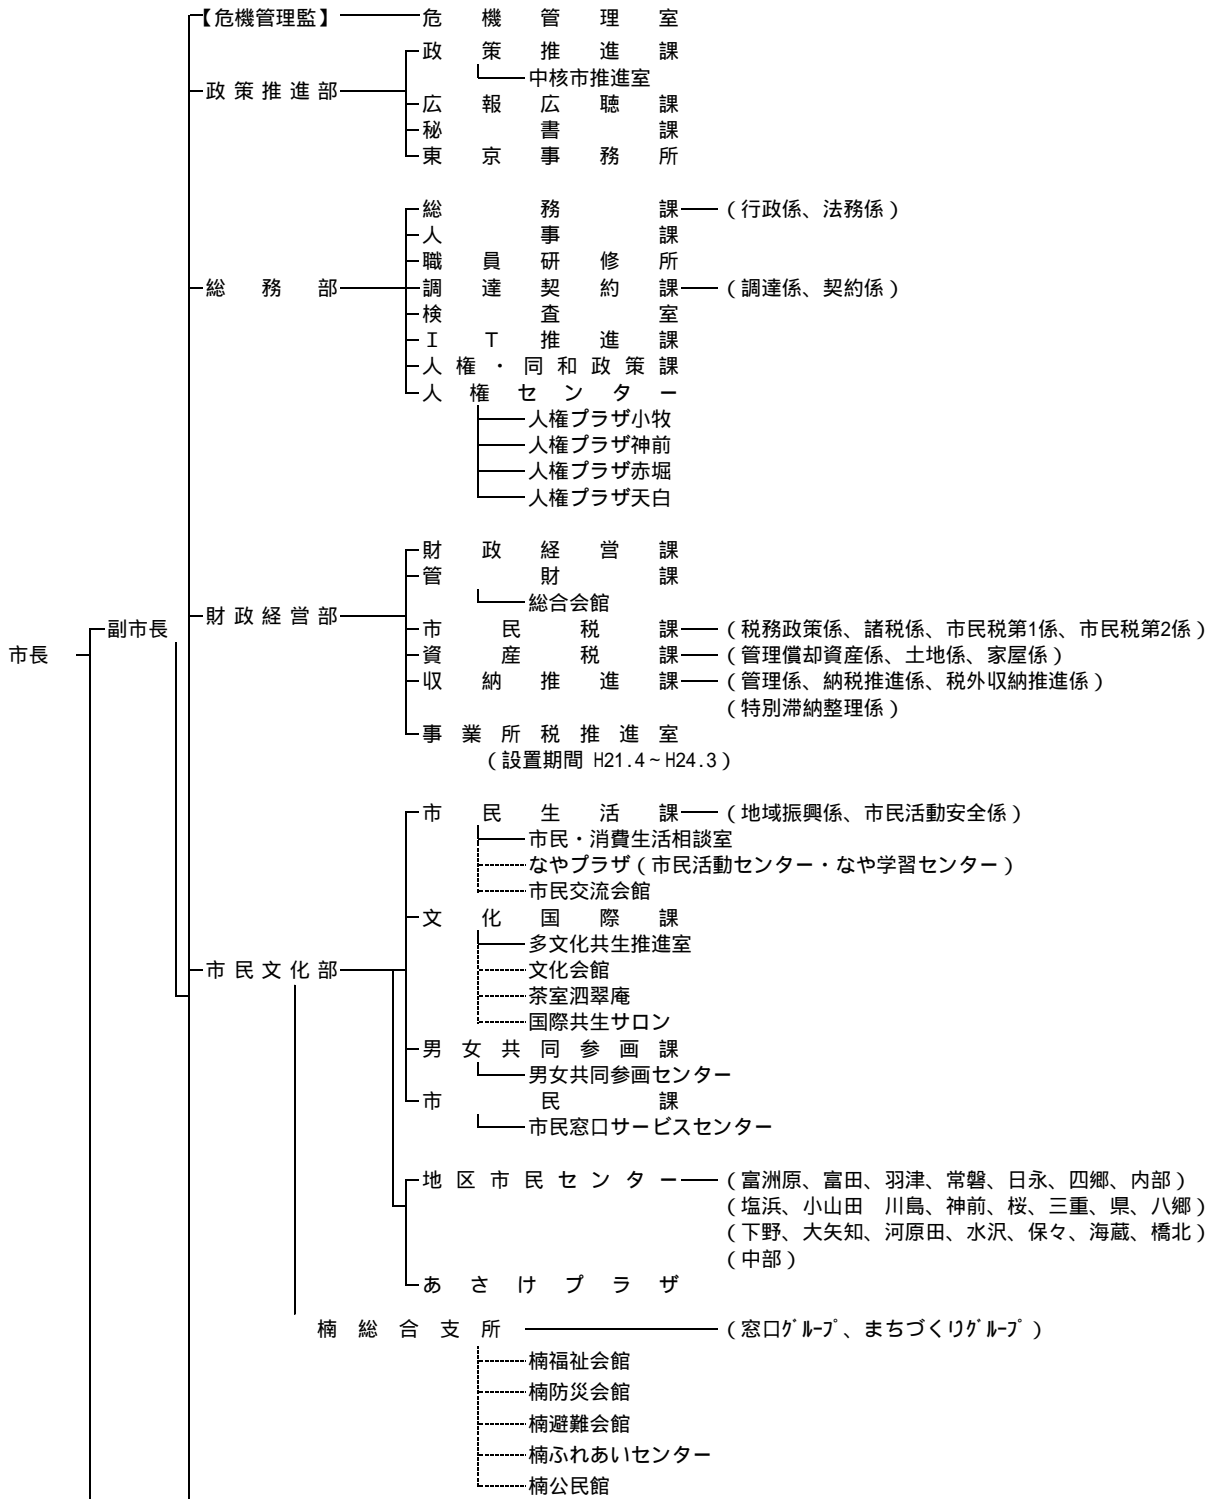 【危機管理監】 危機管理室
政策推進課
中核市推進室
政策推進部
広報広聴課
秘書課
東京事務所
総務課 (行政係、法務係)
人事課
職員研修所
総務部 調達契約課 (調達係、契約係)
検査室
IT推進課
人権・同和政策課
人権センター
人権プラザ小牧
人権プラザ神前
人権プラザ赤堀
人権プラザ天白
財政経営課
管財課
総合会館
財政経営部
副市長 市民税課 (税務政策係、諸税係、市民税第1係、市民税第2係)
市長 資産税課 (管理償却資産係、土地係、家屋係)
収納推進課 (管理係、納税推進係、税外収納推進係)
(特別滞納整理係)
事業所税推進室
(設置期間 H21.4~H24.3)
市民生活課 (地域振興係、市民活動安全係)
市民・消費生活相談室
なやプラザ(市民活動センター・なや学習センター)
市民交流会館
文化国際課
多文化共生推進室
市民文化部 文化会館
茶室泗翠庵
国際共生サロン
男女共同参画課
男女共同参画センター
市民課
市民窓口サービスセンター
地区市民センター (富洲原、富田、羽津、常磐、日永、四郷、内部)
(塩浜、小山田 川島、神前、桜、三重、県、八郷)
(下野、大矢知、河原田、水沢、保々、海蔵、橋北)
(中部)
あさけプラザ
楠総合支所 (窓口グループ、まちづくりグループ)
楠福祉会館
楠防災会館
楠避難会館
楠ふれあいセンター
楠公民館